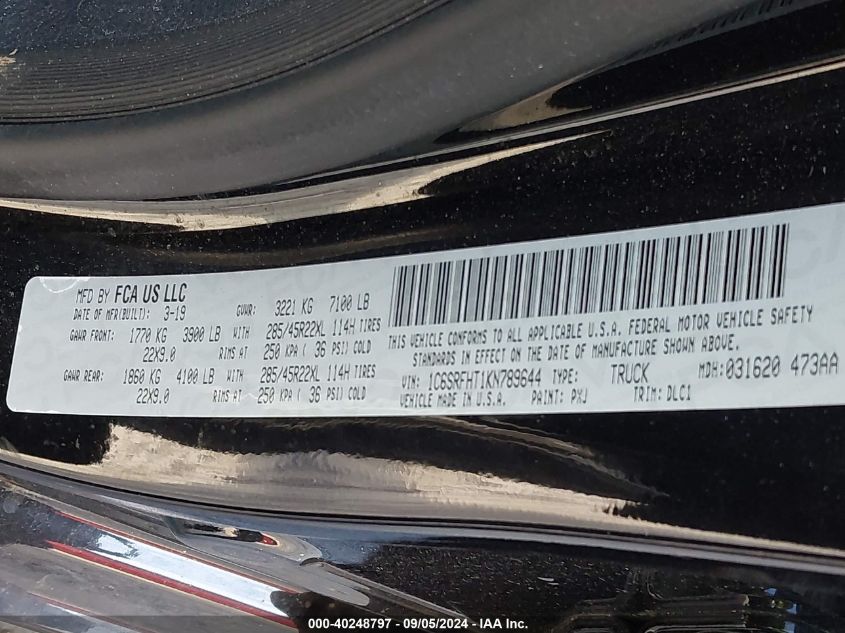 MFD BY FCA US LLC
DATE OF MFR(BUILT): 3-19
GVWR: 3221 KG 7100 LB
GAWR FRONT: 1770 KG 3900 LB WITH 285/45R22XL 114H TIRES
22X9.0 RIMS AT 250 KPA ( 36 PSI) COLD
GAWR REAR: 1860 KG 4100 LB WITH 285/45R22XL 114H TIRES
22X9.0 RIMS AT 250 KPA ( 36 PSI) COLD
THIS VEHICLE CONFORMS TO ALL APPLICABLE U.S.A. FEDERAL MOTOR VEHICLE SAFETY
STANDARDS IN EFFECT ON THE DATE OF MANUFACTURE SHOWN ABOVE.
VIN: 1C6SRFHT1KN789644 TYPE: TRUCK MDH: 031620 473AA
VEHICLE MADE IN U.S.A. PAINT: PXJ TRIM: DLC1
000-40248797 - 09/05/2024 - IAA Inc.